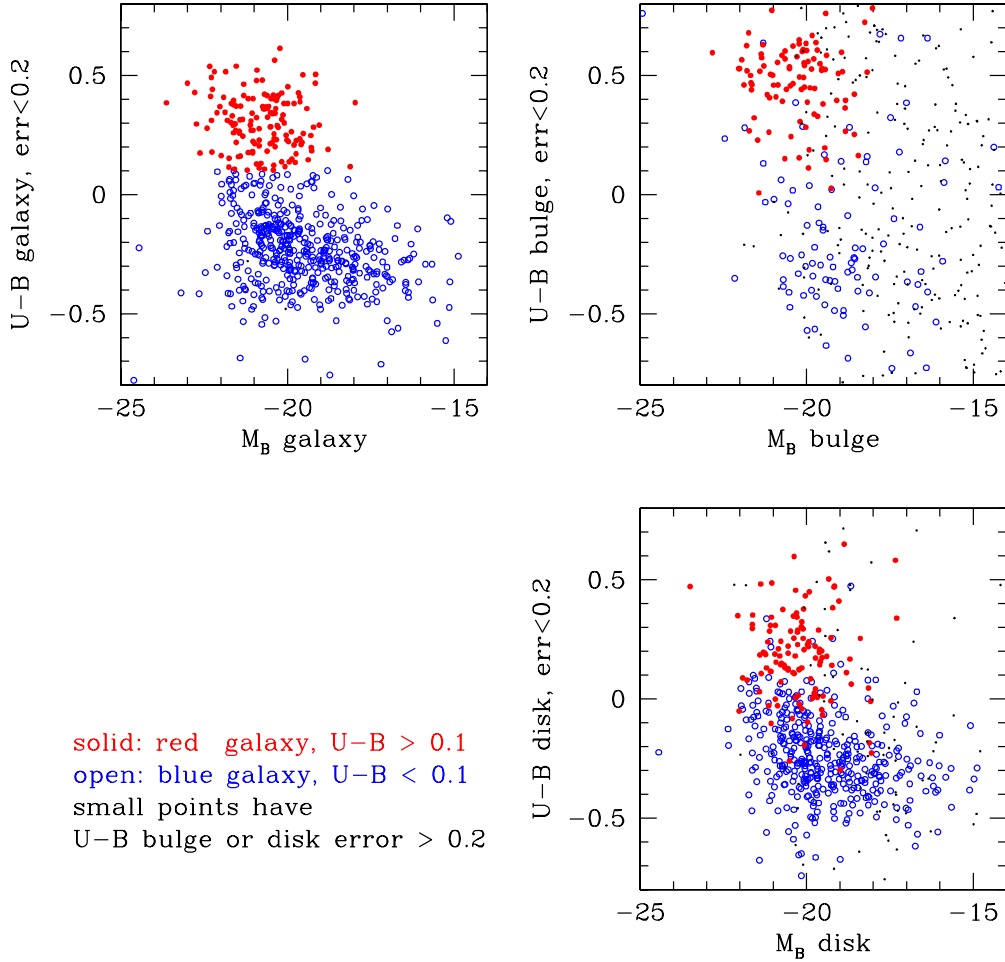 U−B galaxy, err<0.2
0.5
0
−0.5
−25
−20
−15
M_B galaxy
U−B bulge, err<0.2
0.5
0
−0.5
−25
−20
−15
M_B bulge
U−B disk, err<0.2
0.5
0
−0.5
−25
−20
−15
M_B disk
solid: red galaxy, U−B > 0.1
open: blue galaxy, U−B < 0.1
small points have
U−B bulge or disk error > 0.2